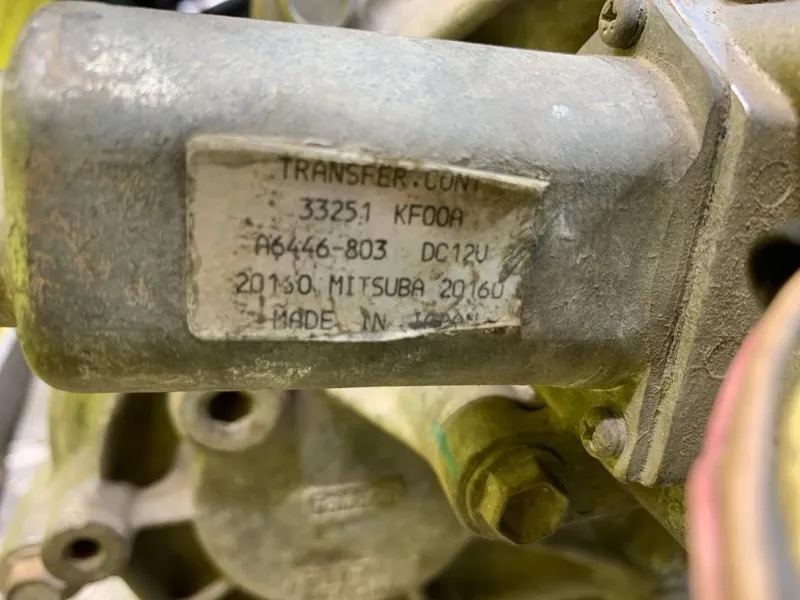 TRANSFER.CONT
33251 KF00A
A6446-803 DC12V
20160 MITSUBA 20160
MADE IN JAPAN